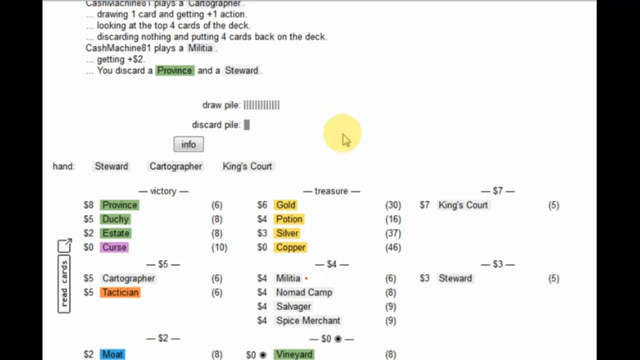 CashMachine81 plays a Cartographer.
... drawing 1 card and getting +1 action.
... looking at the top 4 cards of the deck.
... discarding nothing and putting 4 cards back on the deck.
CashMachine81 plays a Militia.
... getting +$2.
... You discard a Province and a Steward.
draw pile:
discard pile:
info
hand: Steward Cartographer King's Court
— victory — — treasure — — $7 —
$8 Province (6) $6 Gold (30) $7 King's Court (5)
$5 Duchy (8) $4 Potion (16)
$2 Estate (8) $3 Silver (37)
$0 Curse (10) $0 Copper (46)
read cards
— $5 — — $4 — — $3 —
$5 Cartographer (6) $4 Militia (6) $3 Steward (5)
$5 Tactician (6) $4 Nomad Camp (8)
$4 Salvager (9)
$4 Spice Merchant (9)
— $2 — — $0 ◉ —
$2 Moat (8) $0 ◉ Vineyard (8)